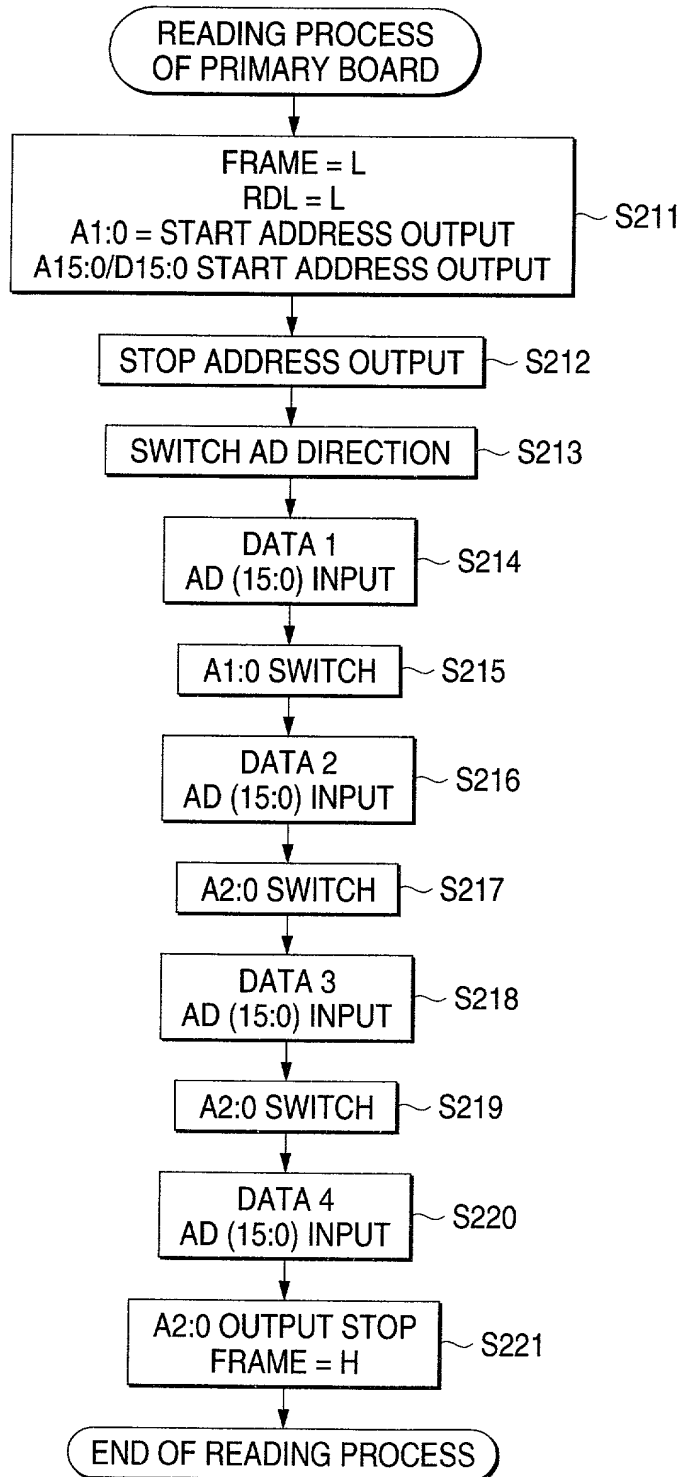 READING PROCESS
OF PRIMARY BOARD
FRAME = L
RDL = L
A1:0 = START ADDRESS OUTPUT
A15:0/D15:0 START ADDRESS OUTPUT
S211
STOP ADDRESS OUTPUT
S212
SWITCH AD DIRECTION
S213
DATA 1
AD (15:0) INPUT
S214
A1:0 SWITCH
S215
DATA 2
AD (15:0) INPUT
S216
A2:0 SWITCH
S217
DATA 3
AD (15:0) INPUT
S218
A2:0 SWITCH
S219
DATA 4
AD (15:0) INPUT
S220
A2:0 OUTPUT STOP
FRAME = H
S221
END OF READING PROCESS